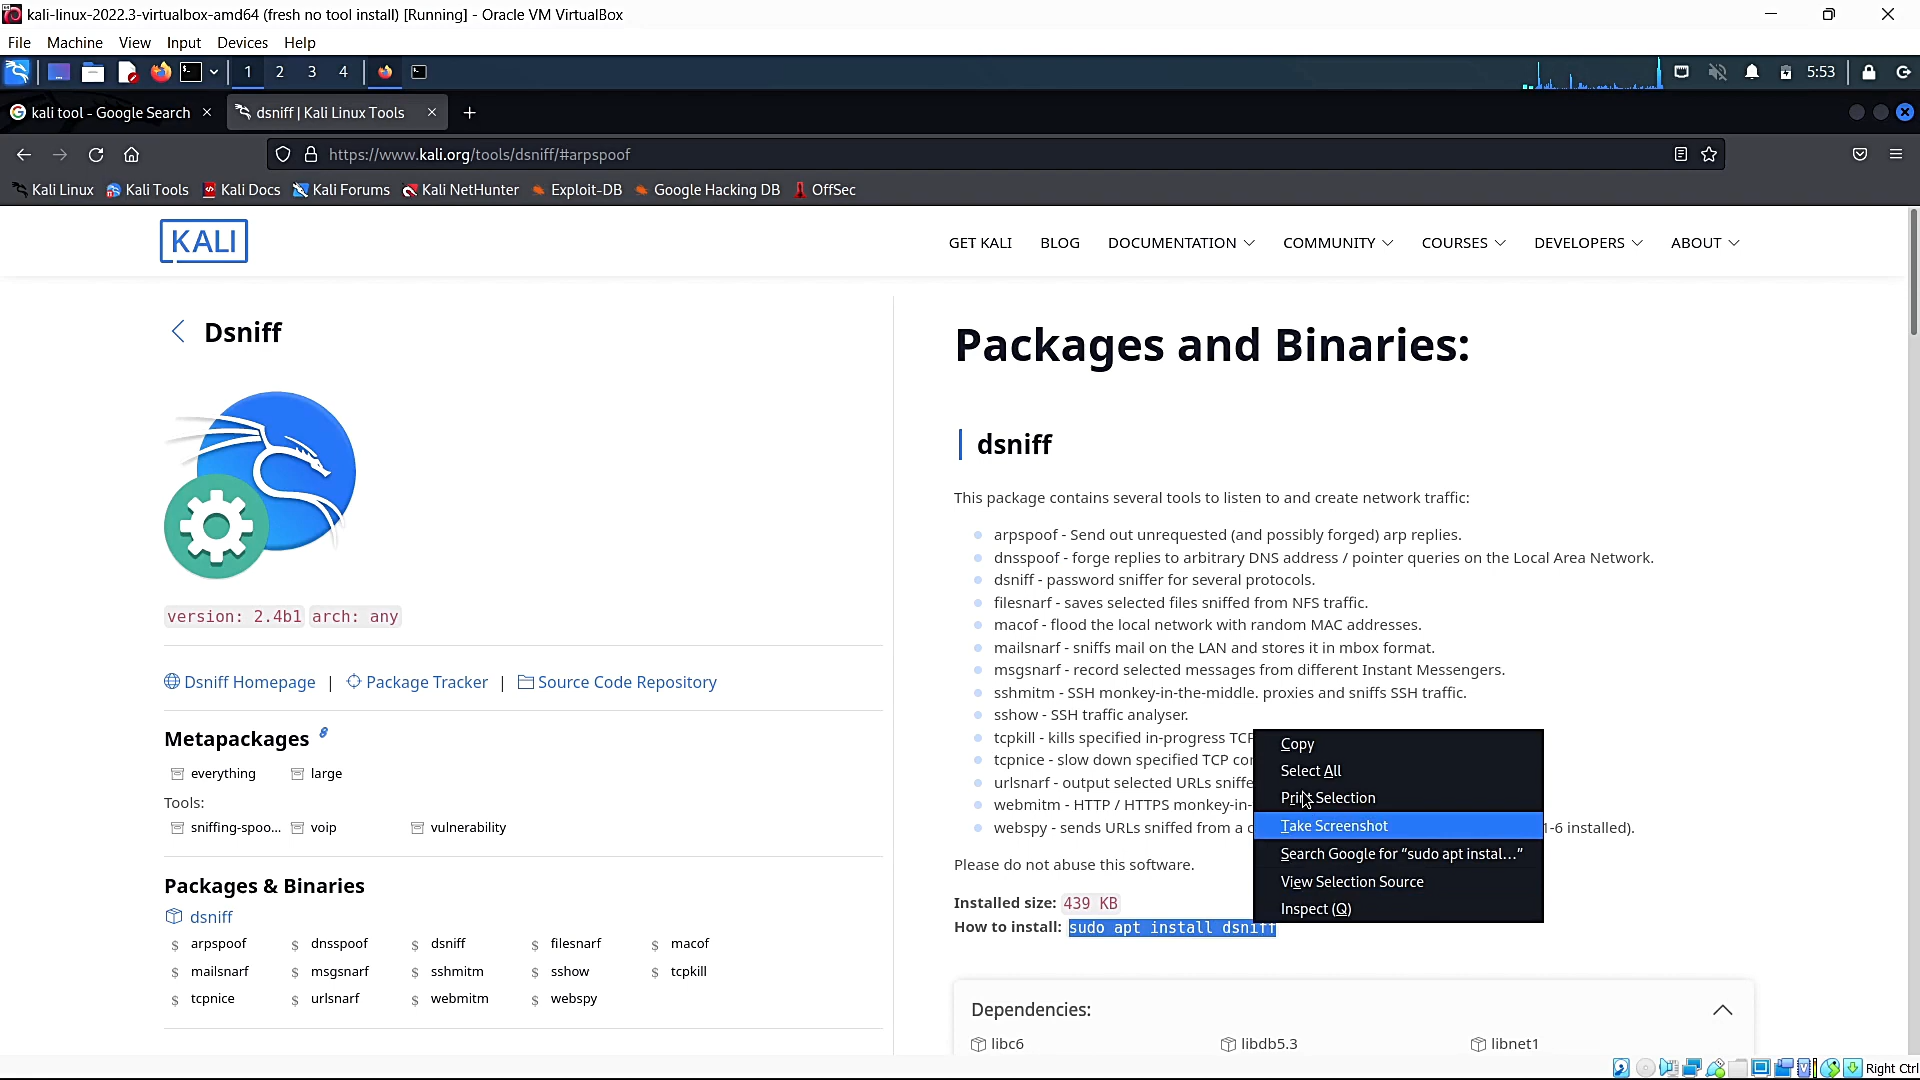 kali-linux-2022.3-virtualbox-amd64 (fresh no tool install) [Running] - Oracle VM VirtualBox
File Machine View Input Devices Help
1 2 3 4 5:53
kali tool - Google Search dsniff | Kali Linux Tools
https://www.kali.org/tools/dsniff/#arpspoof
Kali Linux Kali Tools Kali Docs Kali Forums Kali NetHunter Exploit-DB Google Hacking DB OffSec
KALI GET KALI BLOG DOCUMENTATION COMMUNITY COURSES DEVELOPERS ABOUT
Dsniff
version: 2.4b1 arch: any
Dsniff Homepage | Package Tracker | Source Code Repository
Metapackages
everything large
Tools:
sniffing-spoo... voip vulnerability
Packages & Binaries
dsniff
$ arpspoof $ dnsspoof $ dsniff $ filesnarf $ macof
$ mailsnarf $ msgsnarf $ sshmitm $ sshow $ tcpkill
$ tcpnice $ urlsnarf $ webmitm $ webspy
Packages and Binaries:
dsniff
This package contains several tools to listen to and create network traffic:
arpspoof - Send out unrequested (and possibly forged) arp replies.
dnsspoof - forge replies to arbitrary DNS address / pointer queries on the Local Area Network.
dsniff - password sniffer for several protocols.
filesnarf - saves selected files sniffed from NFS traffic.
macof - flood the local network with random MAC addresses.
mailsnarf - sniffs mail on the LAN and stores it in mbox format.
msgsnarf - record selected messages from different Instant Messengers.
sshmitm - SSH monkey-in-the-middle. proxies and sniffs SSH traffic.
sshow - SSH traffic analyser.
tcpkill - kills specified in-progress TCP
tcpnice - slow down specified TCP co
urlsnarf - output selected URLs sniffe
webmitm - HTTP / HTTPS monkey-in-
webspy - sends URLs sniffed from a c 1-6 installed).
Copy
Select All
Print Selection
Take Screenshot
Search Google for “sudo apt instal...”
View Selection Source
Inspect (Q)
Please do not abuse this software.
Installed size: 439 KB
How to install: sudo apt install dsniff
Dependencies:
libc6 libdb5.3 libnet1
Right Ctrl